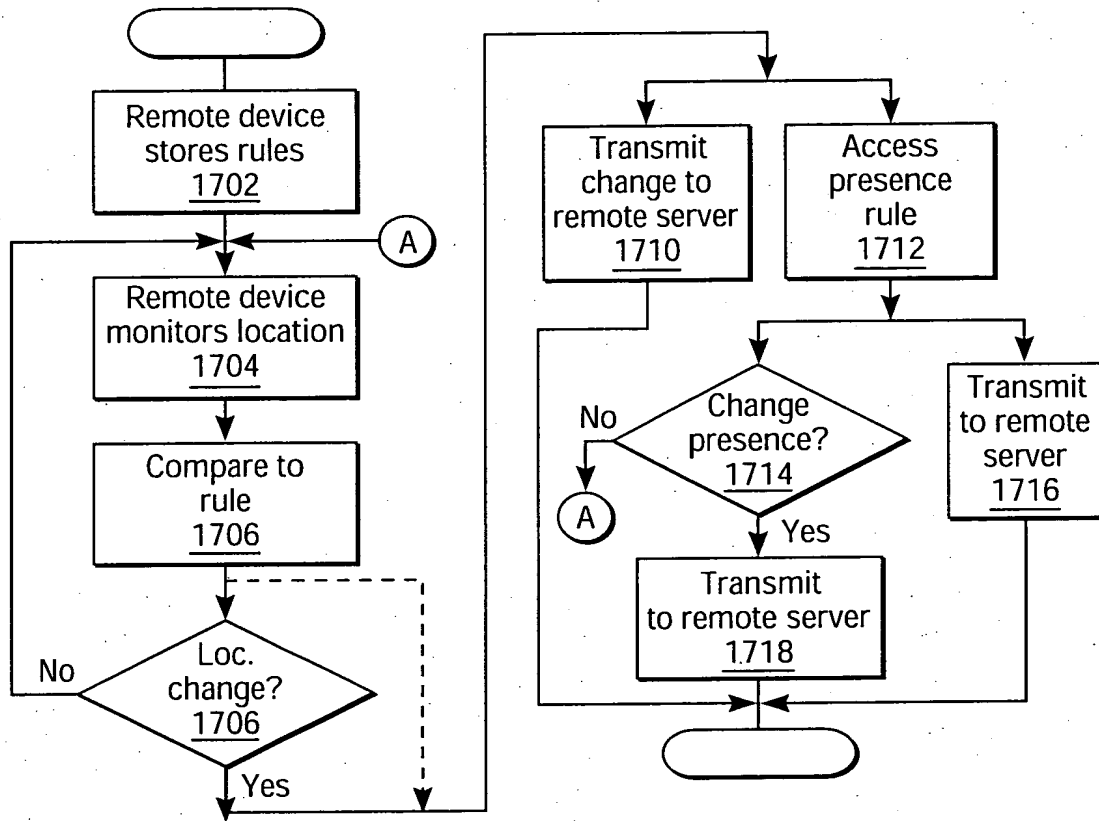 Remote device
stores rules
1702
A
Remote device
monitors location
1704
Compare to
rule
1706
No
Loc.
change?
1706
Yes
Transmit
change to
remote server
1710
Access
presence
rule
1712
No
Change
presence?
1714
A
Yes
Transmit
to remote
server
1716
Transmit
to remote server
1718